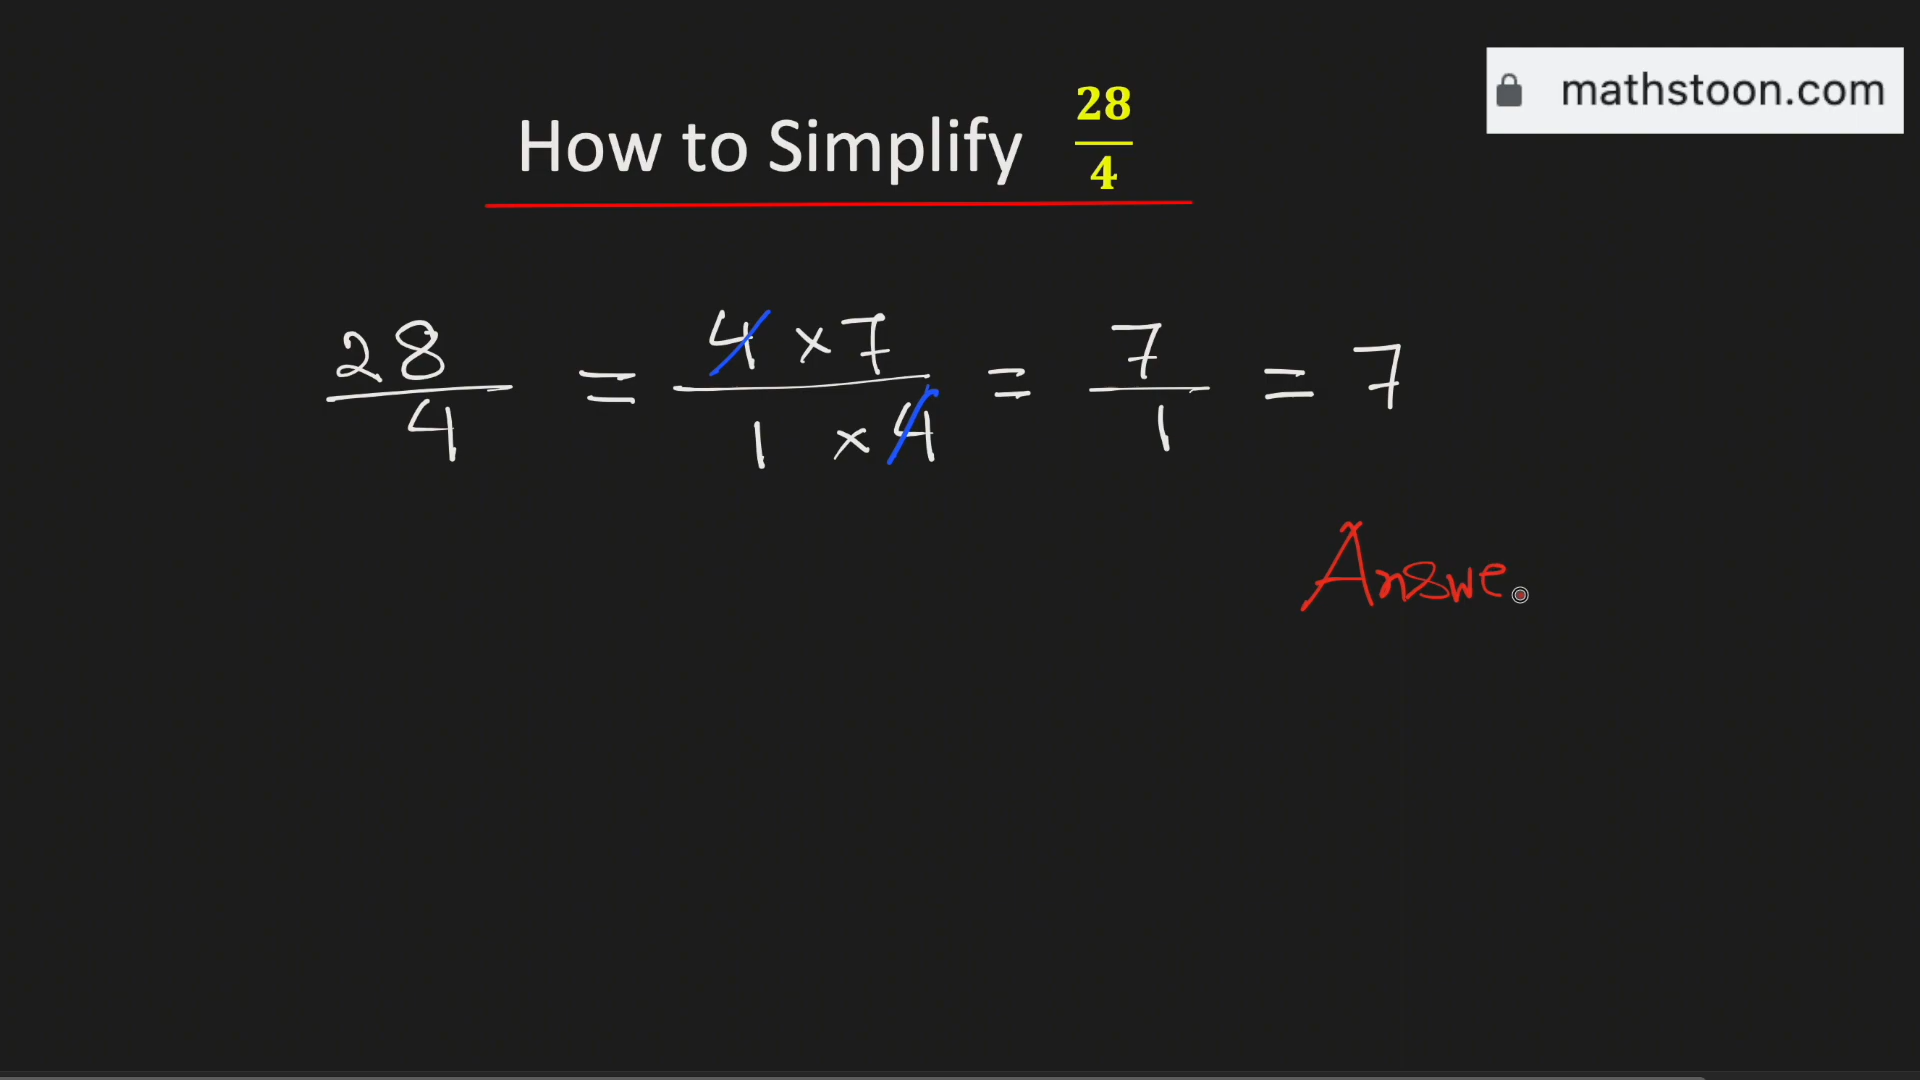 mathstoon.com
How to Simplify 28/4
28/4 = 4 × 7 / 1 × 4 = 7/1 = 7
Answe